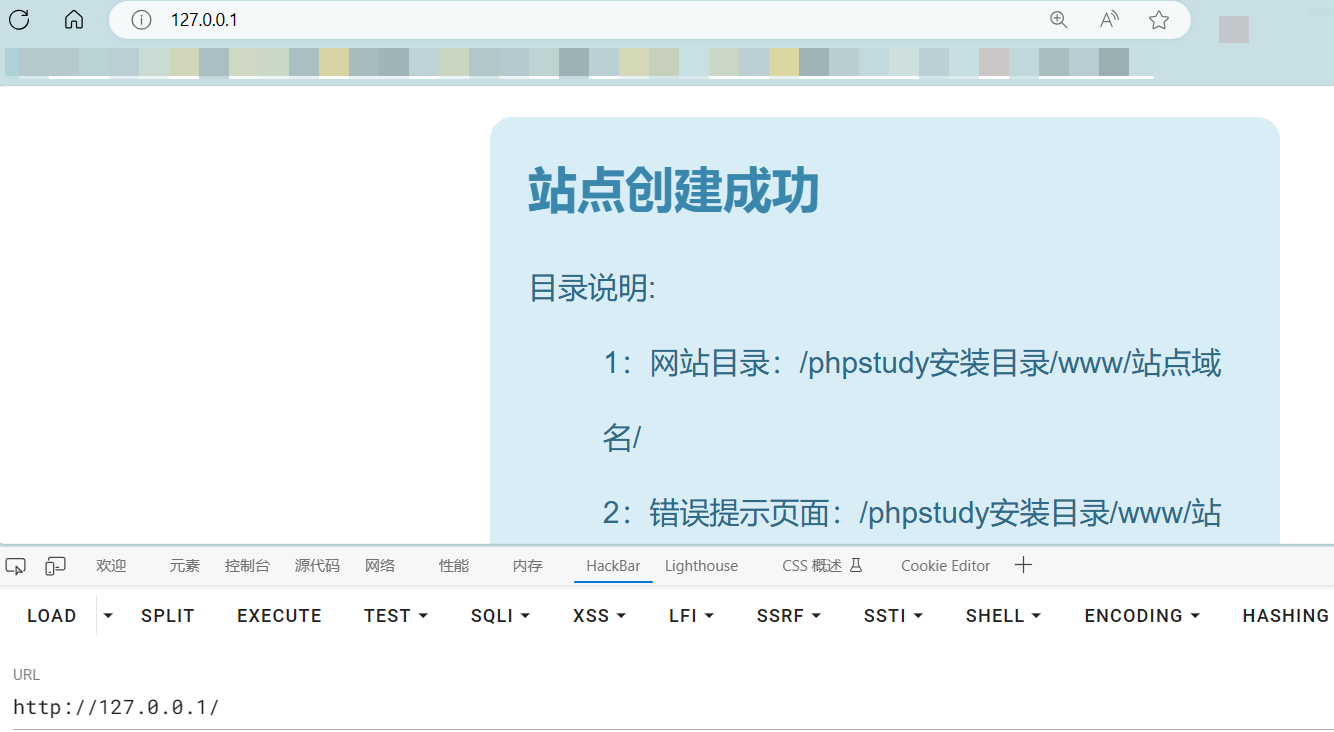 127.0.0.1
站点创建成功
目录说明:
1：网站目录：/phpstudy安装目录/www/站点域
名/
2：错误提示页面：/phpstudy安装目录/www/站
欢迎 元素 控制台 源代码 网络 性能 内存 HackBar Lighthouse CSS 概述 Cookie Editor
LOAD SPLIT EXECUTE TEST SQLI XSS LFI SSRF SSTI SHELL ENCODING HASHING
URL
http://127.0.0.1/